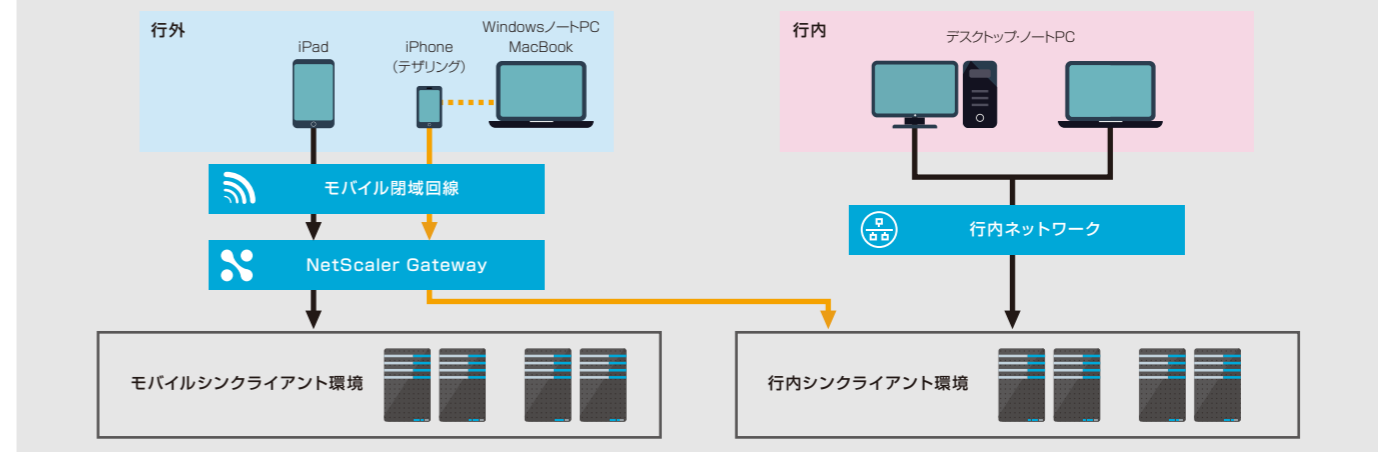 行外
iPad
iPhone
（テザリング）
WindowsノートPC
MacBook
行内
デスクトップ・ノートPC
モバイル閉域回線
行内ネットワーク
NetScaler Gateway
モバイルシンクライアント環境
行内シンクライアント環境